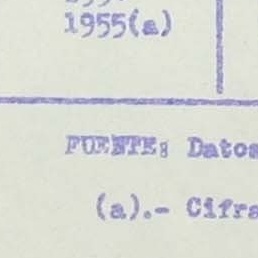 1955(a)
FUENTE: Datos
(a).- Cifra